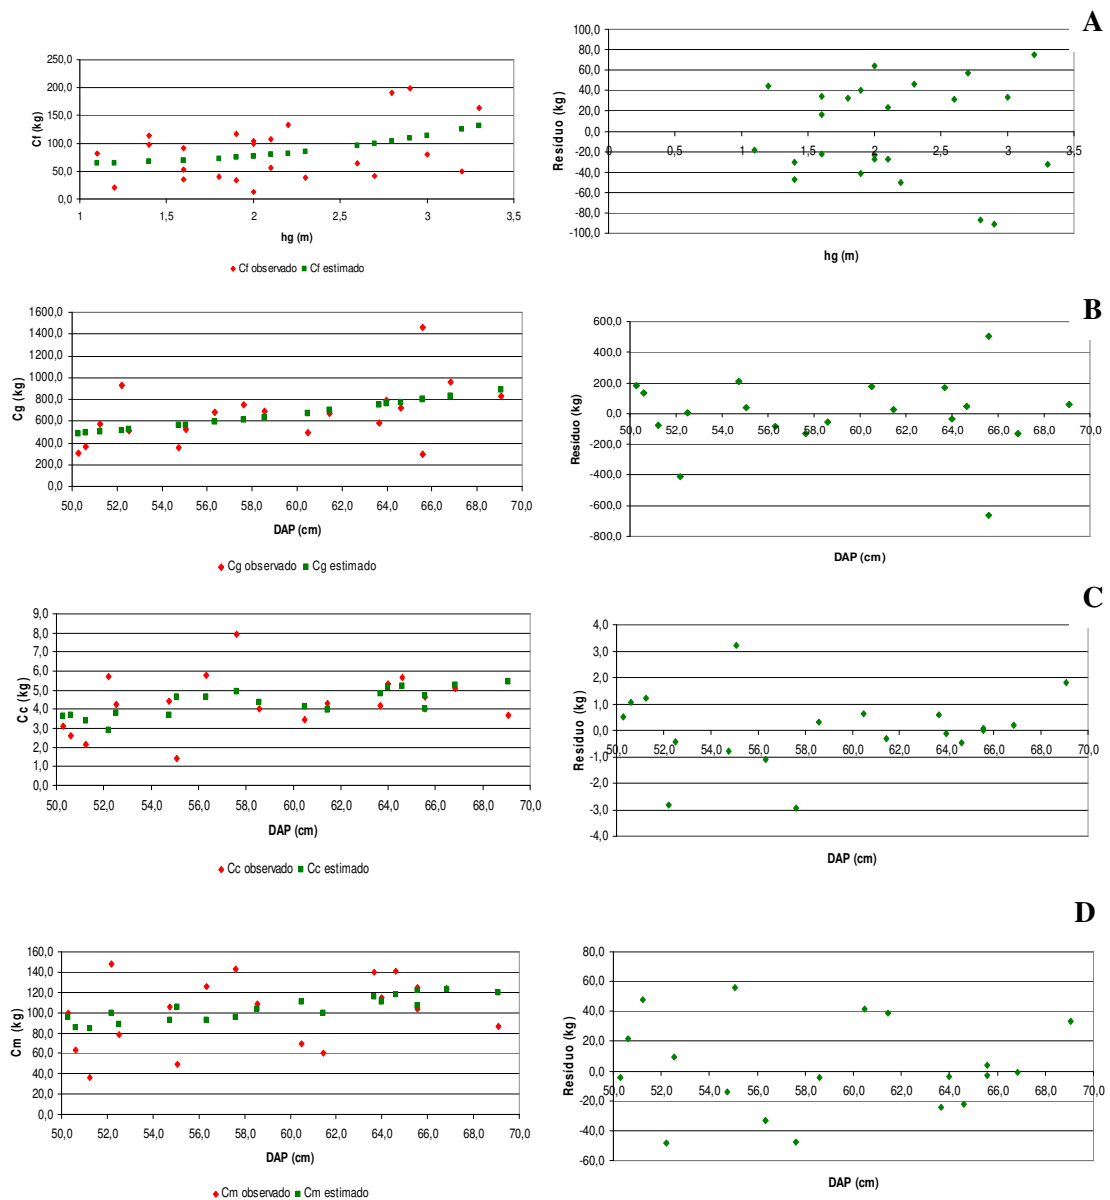 A
250,0
200,0
150,0
100,0
50,0
0,0
Cf (kg)
1 1,5 2 2,5 3 3,5
hg (m)
Cf observado Cf estimado
100,0
80,0
60,0
40,0
20,0
0,0
-20,0
-40,0
-60,0
-80,0
-100,0
Resíduo (kg)
0 0,5 1 1,5 2 2,5 3 3,5
hg (m)
B
1600,0
1400,0
1200,0
1000,0
800,0
600,0
400,0
200,0
0,0
Cg (kg)
50,0 52,0 54,0 56,0 58,0 60,0 62,0 64,0 66,0 68,0 70,0
DAP (cm)
Cg observado Cg estimado
600,0
400,0
200,0
0,0
-200,0
-400,0
-600,0
-800,0
Resíduo (kg)
50,0 52,0 54,0 56,0 58,0 60,0 62,0 64,0 66,0 68,0 70,0
DAP (cm)
C
9,0
8,0
7,0
6,0
5,0
4,0
3,0
2,0
1,0
0,0
Cc (kg)
50,0 52,0 54,0 56,0 58,0 60,0 62,0 64,0 66,0 68,0 70,0
DAP (cm)
Cc observado Cc estimado
4,0
3,0
2,0
1,0
0,0
-1,0
-2,0
-3,0
-4,0
Resíduo (kg)
50,0 52,0 54,0 56,0 58,0 60,0 62,0 64,0 66,0 68,0 70,0
DAP (cm)
D
160,0
140,0
120,0
100,0
80,0
60,0
40,0
20,0
0,0
Cm (kg)
50,0 52,0 54,0 56,0 58,0 60,0 62,0 64,0 66,0 68,0 70,0
DAP (cm)
Cm observado Cm estimado
80,0
60,0
40,0
20,0
0,0
-20,0
-40,0
-60,0
Resíduo (kg)
50,0 52,0 54,0 56,0 58,0 60,0 62,0 64,0 66,0 68,0 70,0
DAP (cm)